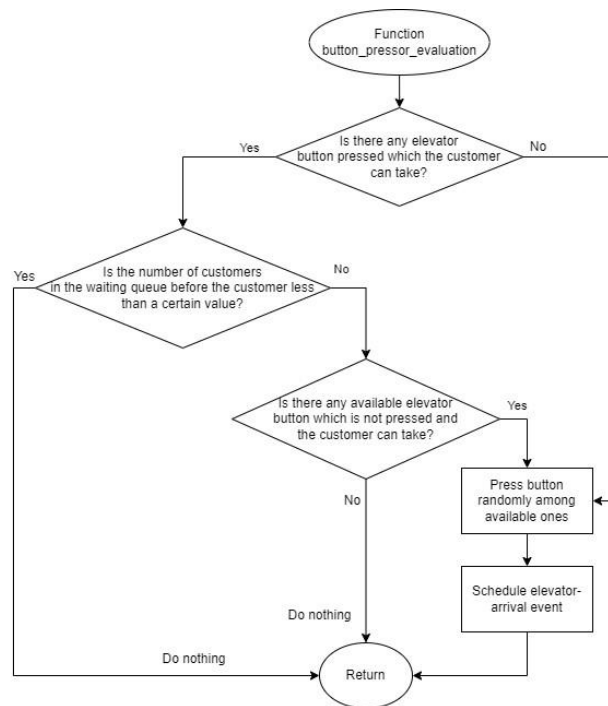 Function
button_pressor_evaluation
Is there any elevator
button pressed which the customer
can take?
Yes
No
Is the number of customers
in the waiting queue before the customer less
than a certain value?
Yes
No
Is there any available elevator
button which is not pressed and
the customer can take?
Yes
No
Press button
randomly among
available ones
Schedule elevator-
arrival event
Do nothing
Do nothing
Return